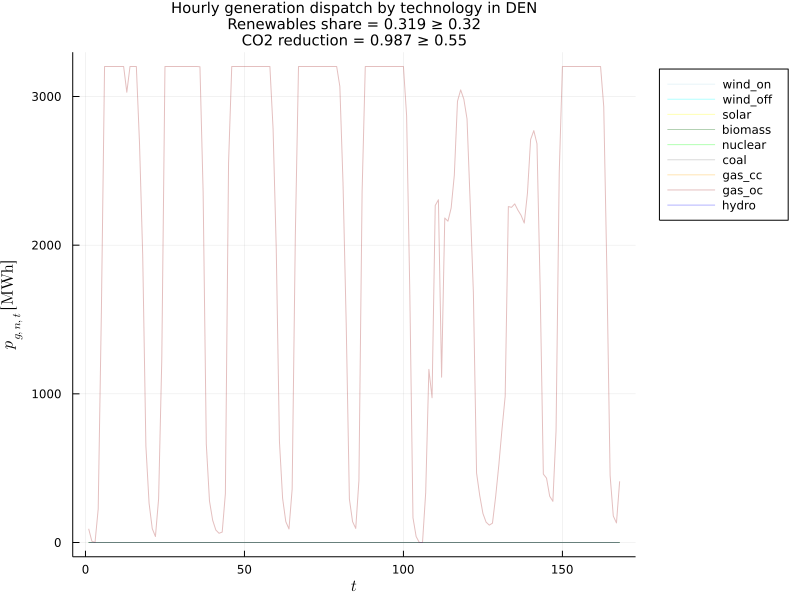 Hourly generation dispatch by technology in DEN
Renewables share = 0.319 ≥ 0.32
CO2 reduction = 0.987 ≥ 0.55
p g,n,t [MWh]
3000
2000
1000
0
0 50 100 150
t
wind_on
wind_off
solar
biomass
nuclear
coal
gas_cc
gas_oc
hydro